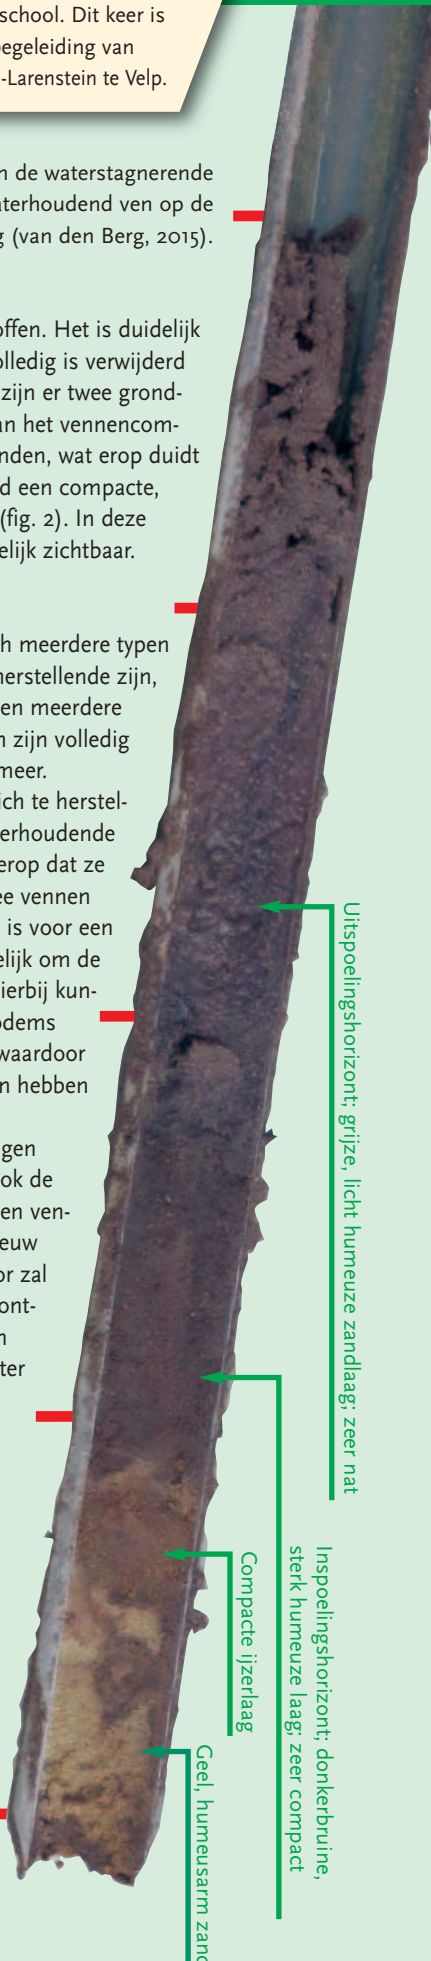 school. Dit keer is
begeleiding van
-Larenstein te Velp.
n de waterstagnerende
aterhoudend ven op de
g (van den Berg, 2015).
offen. Het is duidelijk
olledig is verwijderd
zijn er twee grond-
an het vennencom-
nden, wat erop duidt
d een compacte,
(fig. 2). In deze
elijk zichtbaar.
ch meerdere typen
herstellende zijn,
en meerdere
n zijn volledig
meer.
ich te herstel-
erhoudende
erop dat ze
ee vennen
is voor een
elijk om de
ierbij kun-
odems
waardoor
n hebben
gen
ook de
en ven-
ieuw
or zal
ont-
n
ter
Uitspoelingshorizont; grijze, licht humeuze zandlaag; zeer nat
Inspoelingshorizont; donkerbruine,
sterk humeuze laag; zeer compact
Compacte ijzerlaag
Geel, humeusarm zand